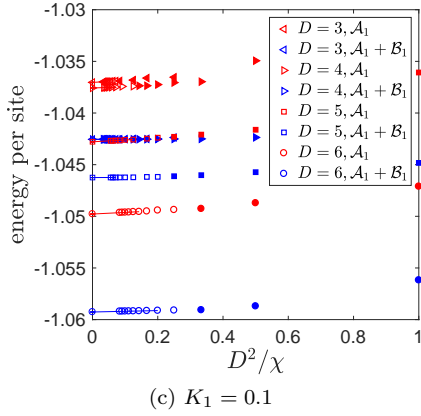 -1.03
-1.035
-1.04
-1.045
-1.05
-1.055
-1.06
energy per site
D = 3, 𝒜₁
D = 3, 𝒜₁ + ℬ₁
D = 4, 𝒜₁
D = 4, 𝒜₁ + ℬ₁
D = 5, 𝒜₁
D = 5, 𝒜₁ + ℬ₁
D = 6, 𝒜₁
D = 6, 𝒜₁ + ℬ₁
0 0.2 0.4 0.6 0.8 1
D²/χ
(c) K₁ = 0.1